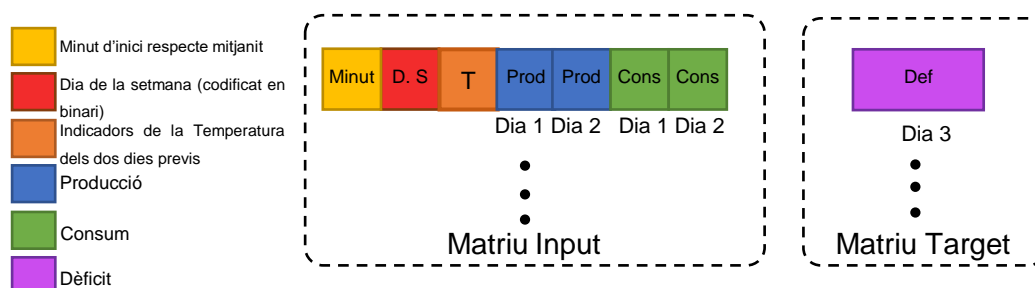 Minut d'inici respecte mitjanit
Dia de la setmana (codificat en
binari)
Indicadors de la Temperatura
dels dos dies previs
Producció
Consum
Dèficit
Minut D. S T Prod Prod Cons Cons
Dia 1 Dia 2 Dia 1 Dia 2
Matriu Input
Def
Dia 3
Matriu Target